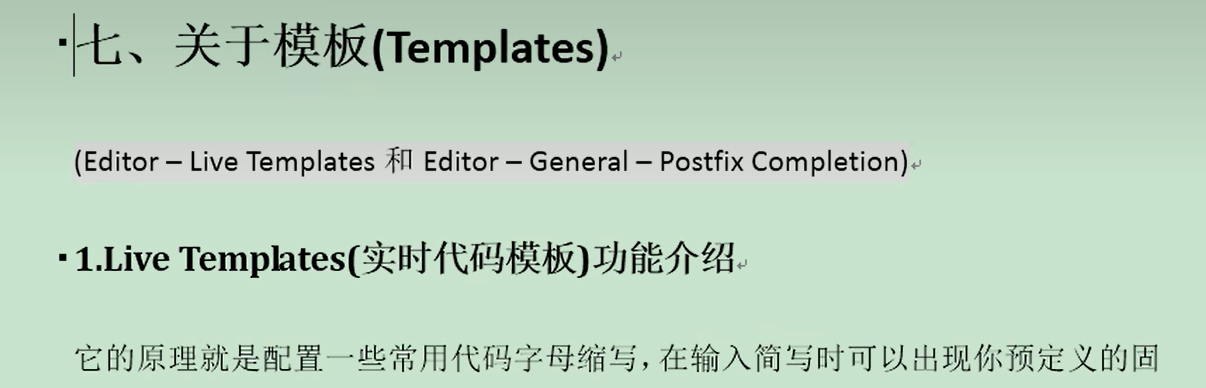 七、关于模板(Templates)
(Editor – Live Templates 和 Editor – General – Postfix Completion)
1.Live Templates(实时代码模板)功能介绍
它的原理就是配置一些常用代码字母缩写，在输入简写时可以出现你预定义的固